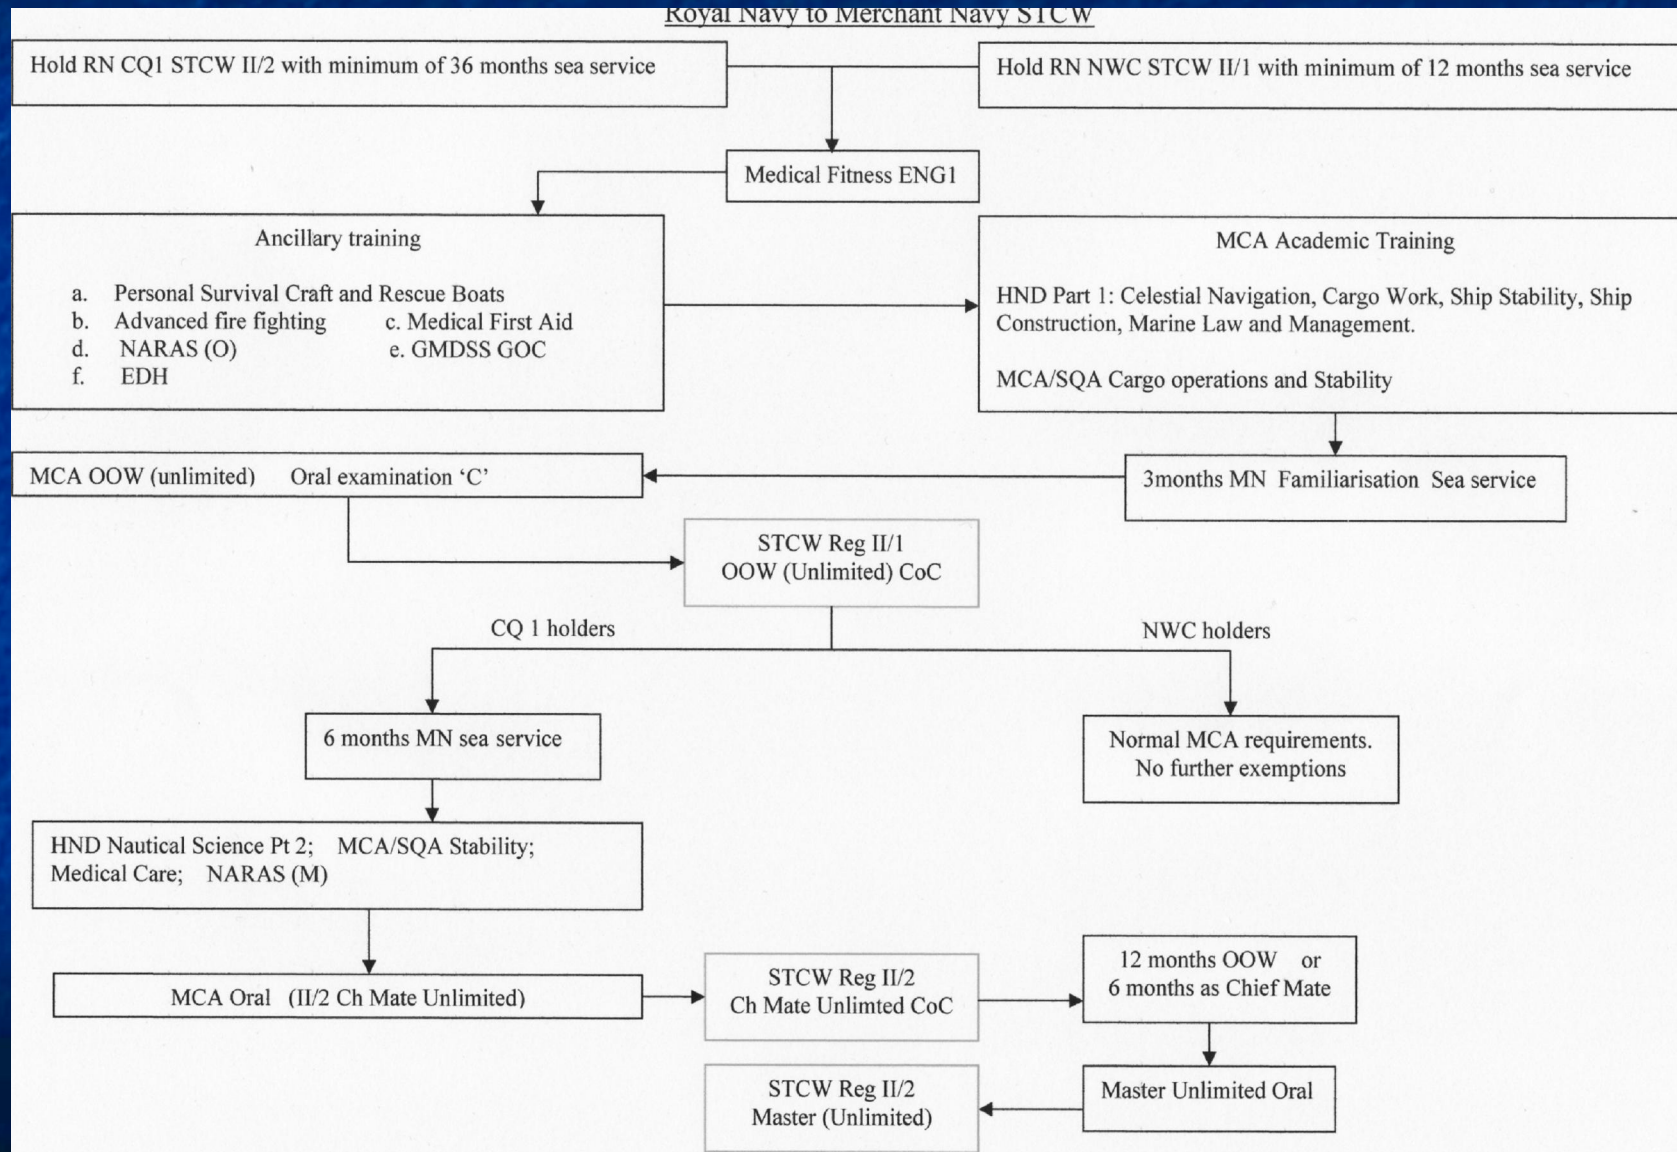 Royal Navy to Merchant Navy STCW
Hold RN CQ1 STCW II/2 with minimum of 36 months sea service
Hold RN NWC STCW II/1 with minimum of 12 months sea service
Medical Fitness ENG1
Ancillary training
a. Personal Survival Craft and Rescue Boats
b. Advanced fire fighting c. Medical First Aid
d. NARAS (O) e. GMDSS GOC
f. EDH
MCA Academic Training
HND Part 1: Celestial Navigation, Cargo Work, Ship Stability, Ship
Construction, Marine Law and Management.
MCA/SQA Cargo operations and Stability
3months MN Familiarisation Sea service
MCA OOW (unlimited) Oral examination ‘C’
STCW Reg II/1
OOW (Unlimited) CoC
CQ 1 holders
NWC holders
6 months MN sea service
Normal MCA requirements.
No further exemptions
HND Nautical Science Pt 2; MCA/SQA Stability;
Medical Care; NARAS (M)
MCA Oral (II/2 Ch Mate Unlimited)
STCW Reg II/2
Ch Mate Unlimted CoC
12 months OOW or
6 months as Chief Mate
Master Unlimited Oral
STCW Reg II/2
Master (Unlimited)